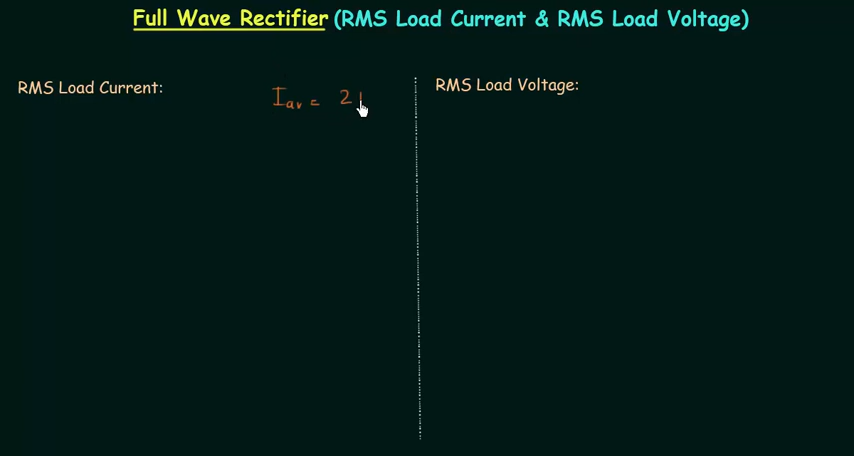 Full Wave Rectifier (RMS Load Current & RMS Load Voltage)
RMS Load Current:
Iav = 2
RMS Load Voltage: